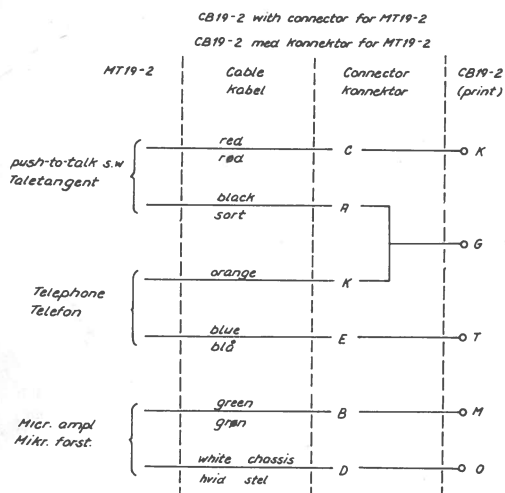 CB19-2 with connector for MT19-2
CB19-2 med konnektor for MT19-2
MT19-2 Cable Connector CB19-2
kabel konnektor (print)
red
rød C K
push-to-talk s.w
Taletangent
black
sort A
G
orange K
Telephone
Telefon
blue
blå E T
green
grøn B M
Micr. ampl
Mikr. forst.
white chassis
hvid stel D O